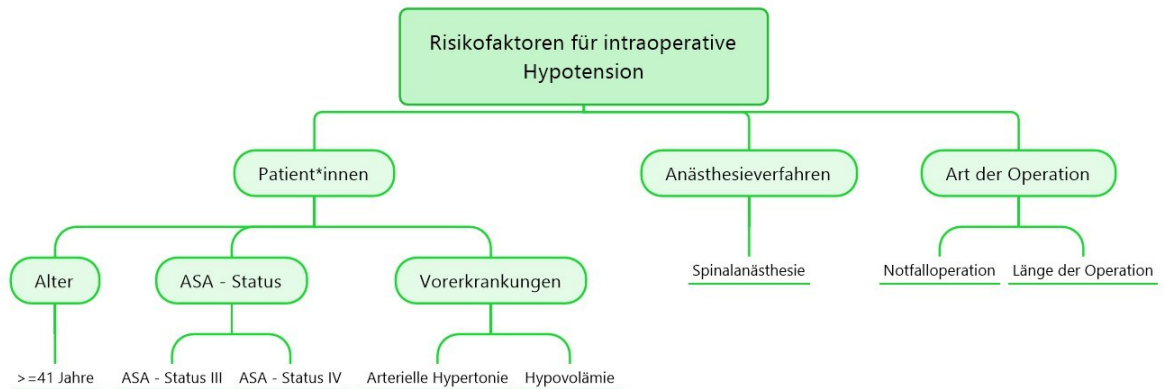 Risikofaktoren für intraoperative
Hypotension
Patient*innen
Anästhesieverfahren
Art der Operation
Alter
ASA - Status
Vorerkrankungen
Spinalanästhesie
Notfalloperation
Länge der Operation
>=41 Jahre
ASA - Status III
ASA - Status IV
Arterielle Hypertonie
Hypovolämie